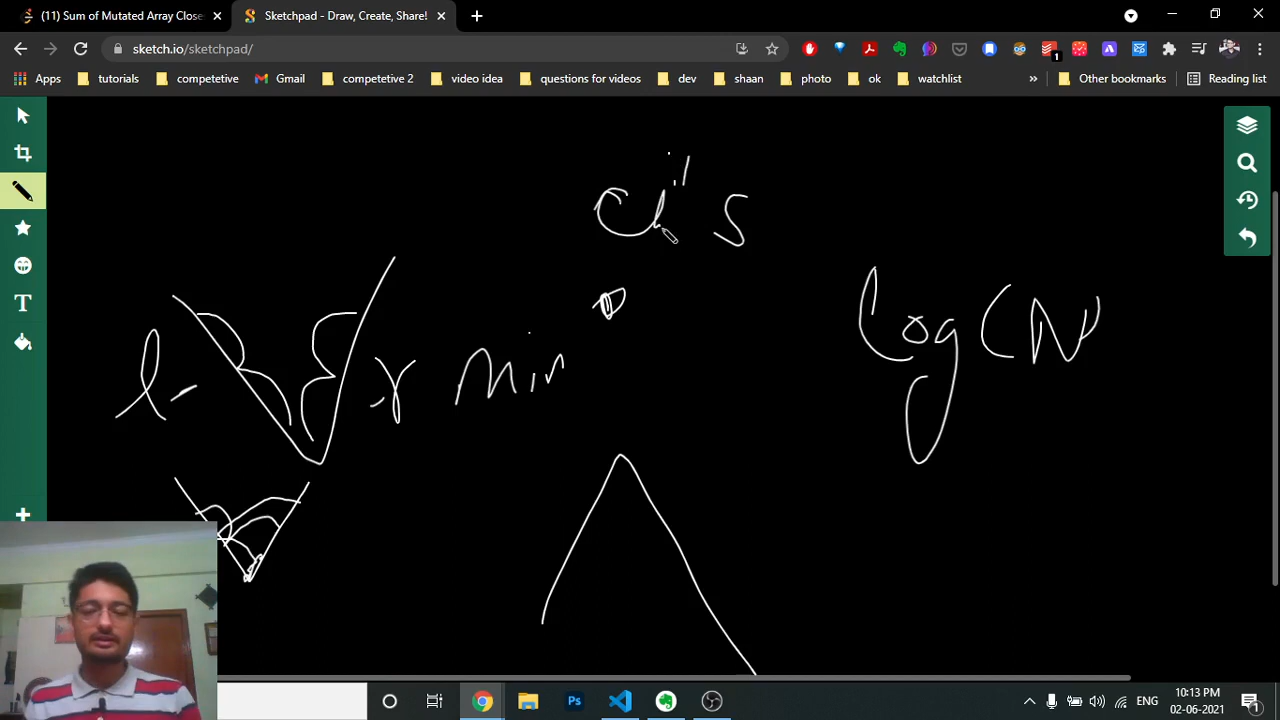 (11) Sum of Mutated Array Close
Sketchpad - Draw, Create, Share!
sketch.io/sketchpad/
1
Apps tutorials competetive Gmail competetive 2 video idea questions for videos dev shaan photo ok watchlist » Other bookmarks Reading list
S
log(N
l- r min
T
ENG 10:13 PM
02-06-2021
1